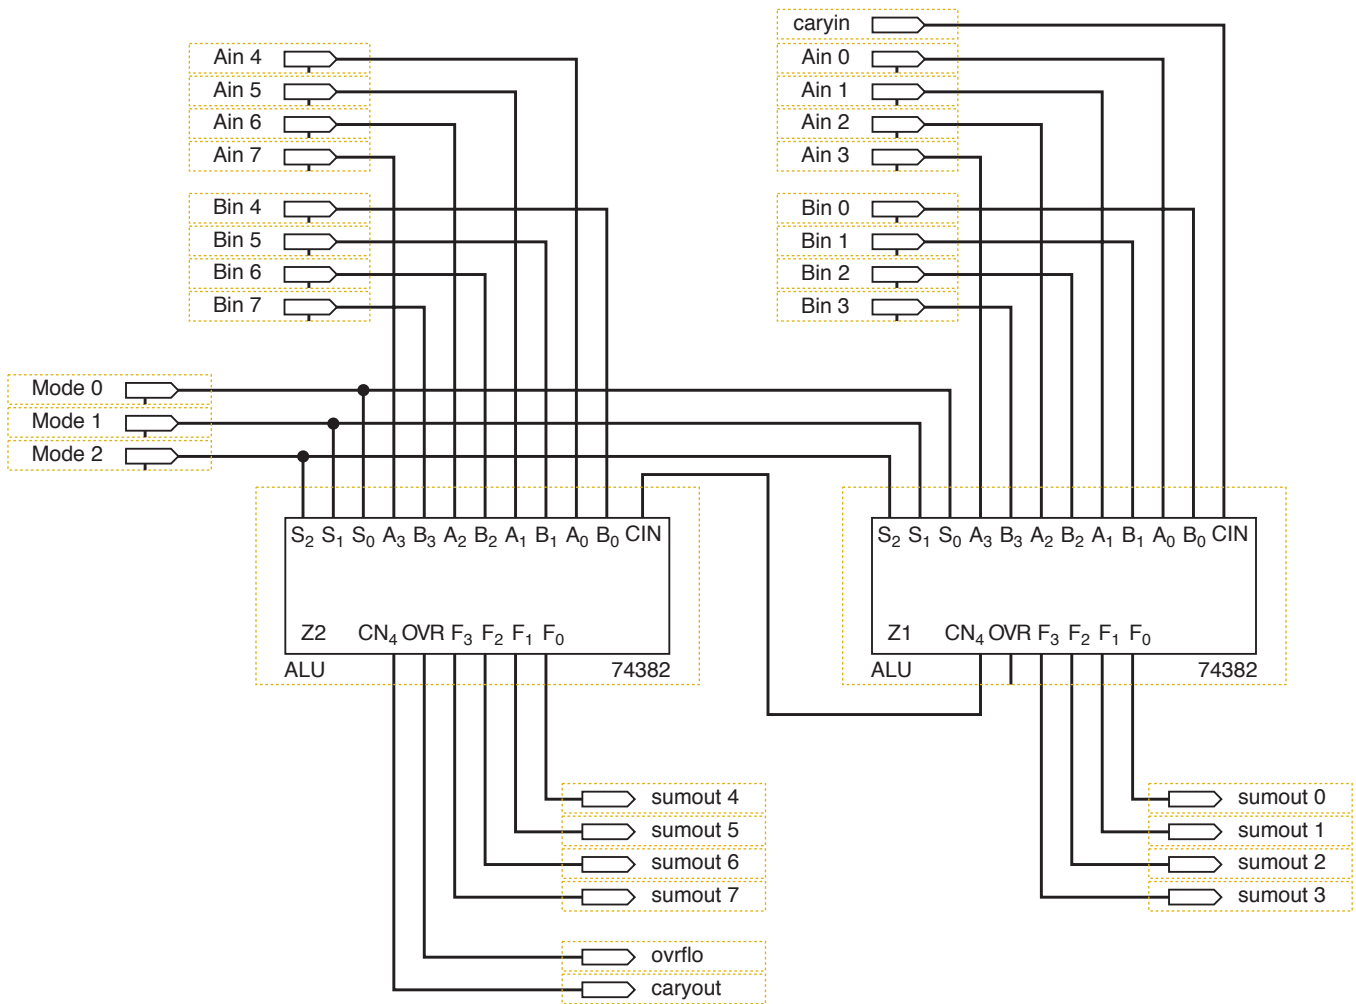 caryin
Ain 4
Ain 5
Ain 6
Ain 7
Ain 0
Ain 1
Ain 2
Ain 3
Bin 4
Bin 5
Bin 6
Bin 7
Bin 0
Bin 1
Bin 2
Bin 3
Mode 0
Mode 1
Mode 2
S2 S1 S0 A3 B3 A2 B2 A1 B1 A0 B0 CIN
Z2 CN4 OVR F3 F2 F1 F0
ALU 74382
S2 S1 S0 A3 B3 A2 B2 A1 B1 A0 B0 CIN
Z1 CN4 OVR F3 F2 F1 F0
ALU 74382
sumout 4
sumout 5
sumout 6
sumout 7
ovrflo
caryout
sumout 0
sumout 1
sumout 2
sumout 3